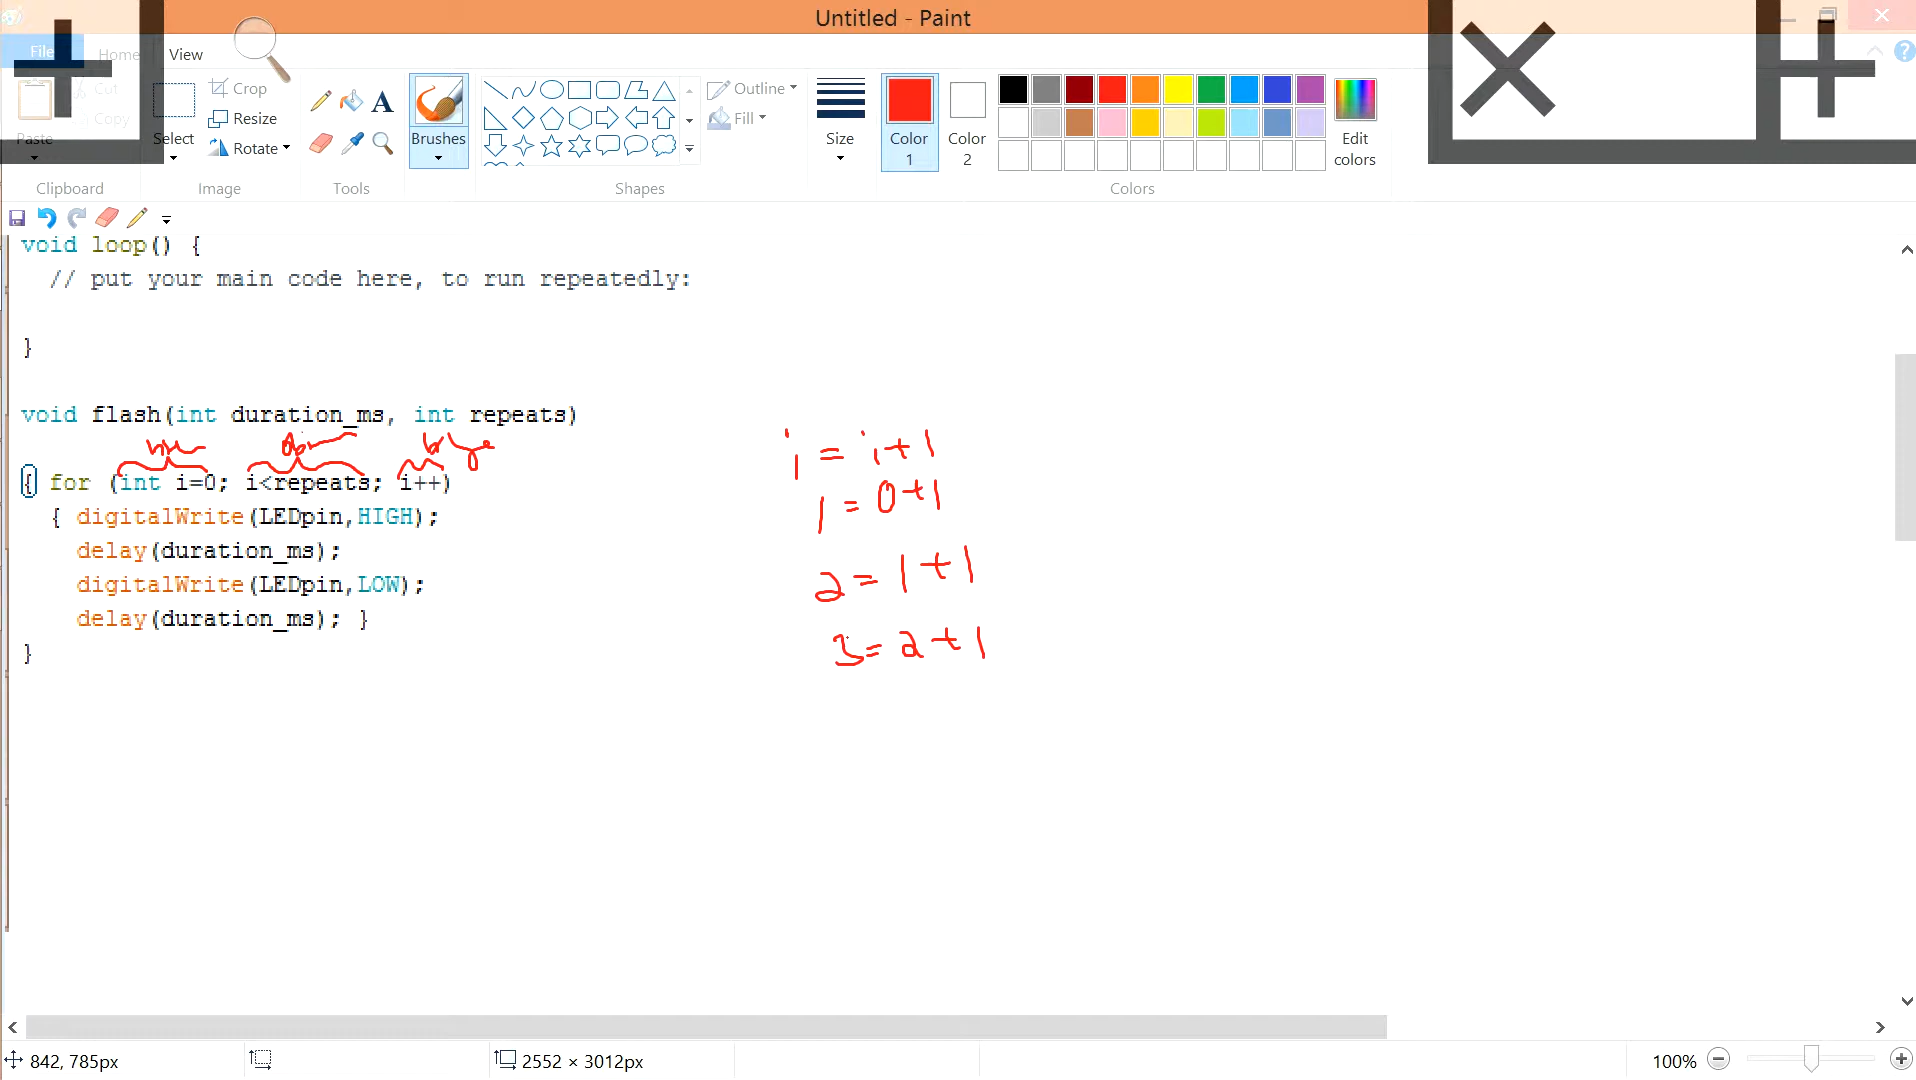 Untitled - Paint
File Home View
Cut Copy Paste
Select Crop Resize Rotate
Brushes
Outline Fill
Size
Color 1 Color 2
Edit colors
Clipboard Image Tools Shapes Colors
void loop() {
// put your main code here, to run repeatedly:
}
void flash(int duration_ms, int repeats)
{ for (int i=0; i<repeats; i++)
{ digitalWrite(LEDpin,HIGH);
delay(duration_ms);
digitalWrite(LEDpin,LOW);
delay(duration_ms); }
}
i = i+1
1 = 0+1
2 = 1+1
3 = 2+1
842, 785px 2552 × 3012px 100%